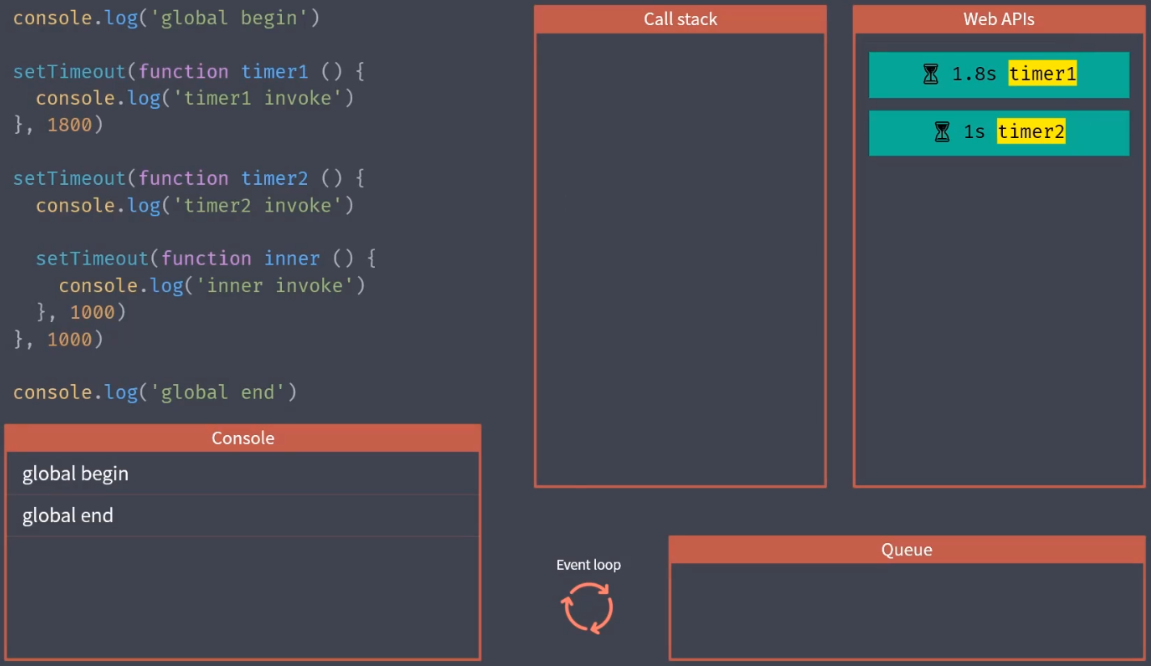 console.log('global begin')
setTimeout(function timer1 () {
console.log('timer1 invoke')
}, 1800)
setTimeout(function timer2 () {
console.log('timer2 invoke')
setTimeout(function inner () {
console.log('inner invoke')
}, 1000)
}, 1000)
console.log('global end')
Console
global begin
global end
Call stack
Web APIs
1.8s timer1
1s timer2
Event loop
Queue